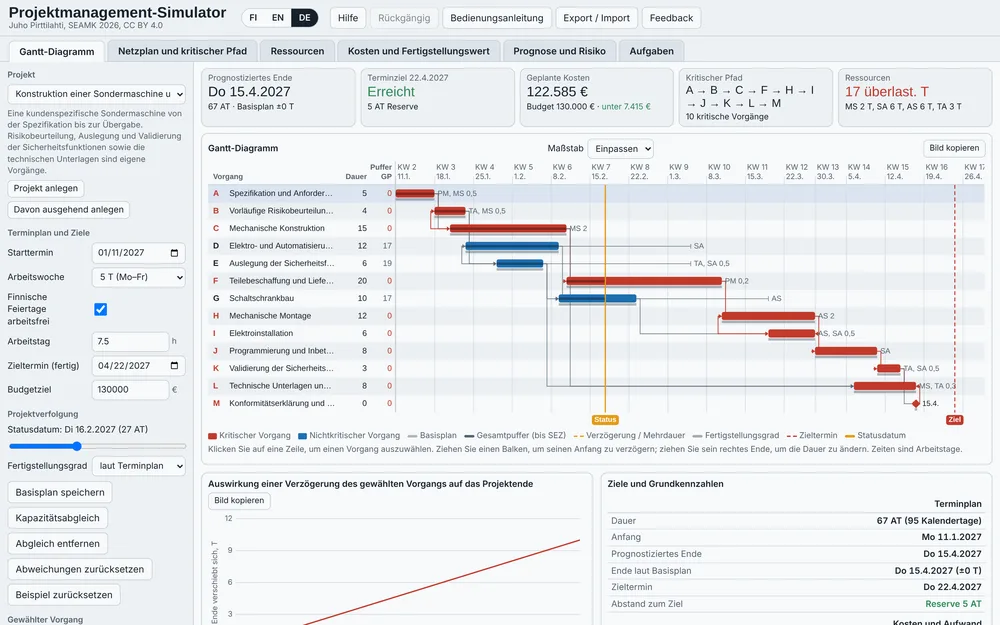 Projektmanagement-Simulator
Juho Pirttilahti, SEAMK 2026, CC BY 4.0
FI EN DE
Hilfe
Rückgängig
Bedienungsanleitung
Export / Import
Feedback
Gantt-Diagramm
Netzplan und kritischer Pfad
Ressourcen
Kosten und Fertigstellungswert
Prognose und Risiko
Aufgaben
Projekt
Konstruktion einer Sondermaschine u
Eine kundenspezifische Sondermaschine von
der Spezifikation bis zur Übergabe.
Risikobeurteilung, Auslegung und Validierung
der Sicherheitsfunktionen sowie die
technischen Unterlagen sind eigene
Vorgänge.
Projekt anlegen
Davon ausgehend anlegen
Terminplan und Ziele
Starttermin 01/11/2027
Arbeitswoche 5 T (Mo–Fr)
Finnische
Feiertage
arbeitsfrei
Arbeitstag 7.5 h
Zieltermin (fertig) 04/22/2027
Budgetziel 130000 €
Projektverfolgung
Statusdatum: Di 16.2.2027 (27 AT)
Fertigstellungsgrad laut Terminplan
Basisplan speichern
Kapazitätsabgleich
Abgleich entfernen
Abweichungen zurücksetzen
Beispiel zurücksetzen
Gewählter Vorgang
Prognostiziertes Ende
Do 15.4.2027
67 AT · Basisplan ±0 T
Terminziel 22.4.2027
Erreicht
5 AT Reserve
Geplante Kosten
122.585 €
Budget 130.000 € · unter 7.415 €
Kritischer Pfad
A → B → C → F → H → I
→ J → K → L → M
10 kritische Vorgänge
Ressourcen
17 überlast. T
MS 2 T, SA 6 T, AS 6 T, TA 3 T
Gantt-Diagramm
Maßstab Einpassen
Bild kopieren
Puffer KW 2 KW 3 KW 4 KW 5 KW 6 KW 7 KW 8 KW 9 KW 10 KW 11 KW 12 KW 13 KW 14 KW 15 KW 16 KW 17
Vorgang Dauer GP 11.1. 18.1. 25.1. 1.2. 8.2. 15.2. 22.2. 1.3. 8.3. 15.3. 22.3. 30.3. 5.4. 12.4. 19.4. 26.4.
A Spezifikation und Anforder… 5 0 PM, MS 0,5
B Vorläufige Risikobeurteilun… 4 0 TA, MS 0,5
C Mechanische Konstruktion 15 0 MS 2
D Elektro- und Automatisieru… 12 17 SA
E Auslegung der Sicherheitsf… 6 19 TA, SA 0,5
F Teilebeschaffung und Liefe… 20 0 PM 0,2
G Schaltschrankbau 10 17 AS
H Mechanische Montage 12 0 AS 2
I Elektroinstallation 6 0 AS, SA 0,5
J Programmierung und Inbet… 8 0 SA
K Validierung der Sicherheits… 3 0 TA, SA 0,5
L Technische Unterlagen un… 8 0 MS, TA 0,3
M Konformitätserklärung und … 0 0 15.4.
Status
Ziel
Kritischer Vorgang Nichtkritischer Vorgang Basisplan Gesamtpuffer (bis SEZ) Verzögerung / Mehrdauer Fertigstellungsgrad Zieltermin Statusdatum
Klicken Sie auf eine Zeile, um einen Vorgang auszuwählen. Ziehen Sie einen Balken, um seinen Anfang zu verzögern; ziehen Sie sein rechtes Ende, um die Dauer zu ändern. Zeiten sind Arbeitstage.
Auswirkung einer Verzögerung des gewählten Vorgangs auf das Projektende
Bild kopieren
12
9
6
3
Ende verschiebt sich, T
Ziele und Grundkennzahlen
Terminplan
Dauer 67 AT (95 Kalendertage)
Anfang Mo 11.1.2027
Prognostiziertes Ende Do 15.4.2027
Ende laut Basisplan Do 15.4.2027 (±0 T)
Zieltermin Do 22.4.2027
Abstand zum Ziel Reserve 5 AT
Kosten und Aufwand